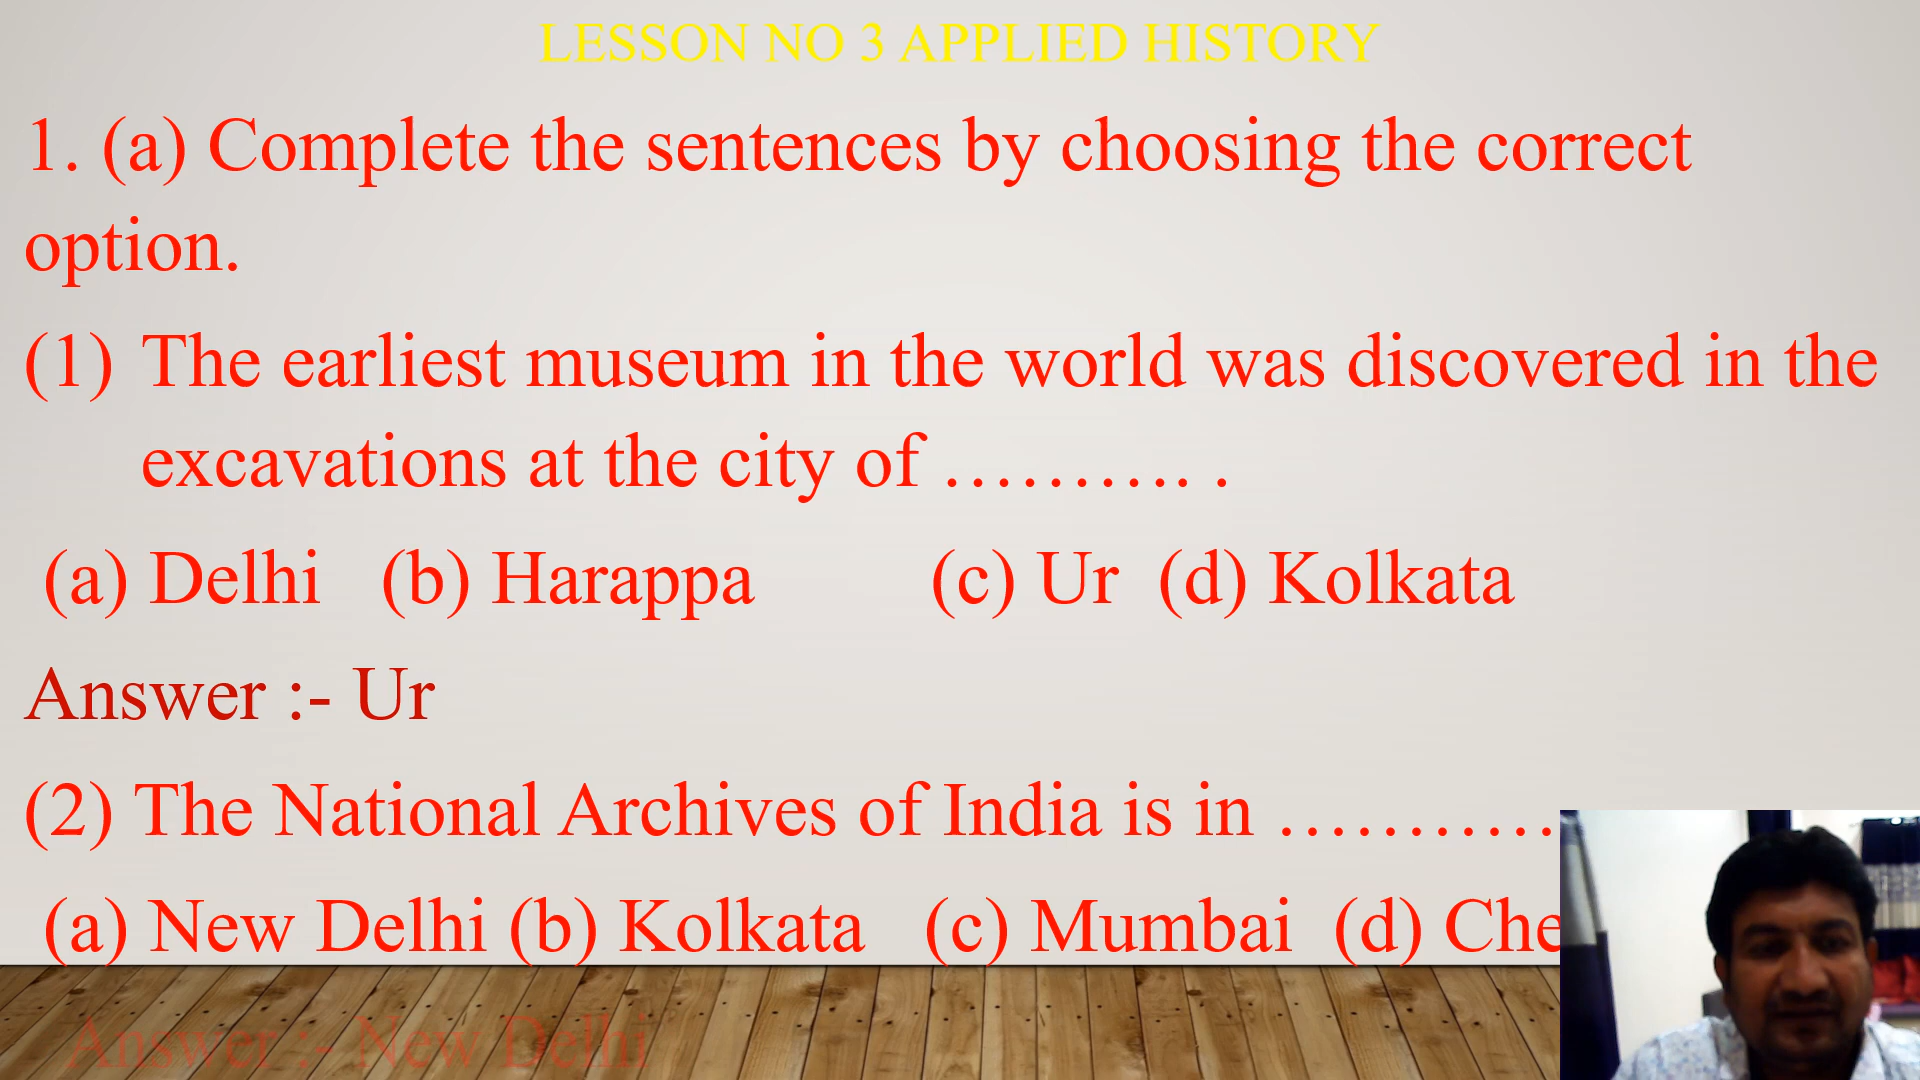 LESSON NO 3 APPLIED HISTORY
1. (a) Complete the sentences by choosing the correct
option.
(1) The earliest museum in the world was discovered in the
excavations at the city of ………. .
(a) Delhi (b) Harappa (c) Ur (d) Kolkata
Answer :- Ur
(2) The National Archives of India is in …………
(a) New Delhi (b) Kolkata (c) Mumbai (d) Che
Answer :- New Delhi